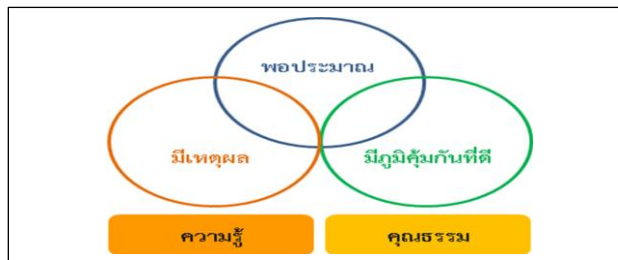 พอประมาณ
มีเหตุผล
มีภูมิคุ้มกันที่ดี
ความรู้
คุณธรรม